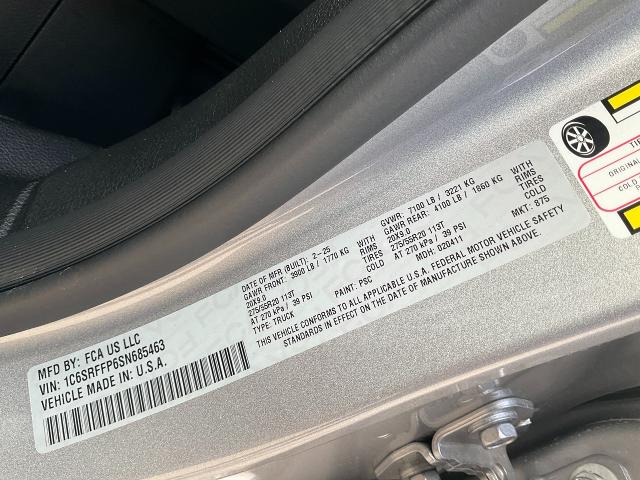 MFD BY: FCA US LLC
VIN: 1C6SRFFP6SN685463
VEHICLE MADE IN U.S.A.
DATE OF MFR (BUILT): 2-25
GAWR FRONT: 3900 LB / 1770 KG WITH
20X9.0 RIMS
275/55R20 113T TIRES
AT 270 kPa / 39 PSI COLD
TYPE: TRUCK PAINT: PSC
GVWR: 7100 LB / 3221 KG
GAWR REAR: 4100 LB / 1860 KG WITH
20X9.0 RIMS
275/55R20 113T TIRES
AT 270 kPa / 39 PSI COLD
MDH: 020411 MKT: 875
THIS VEHICLE CONFORMS TO ALL APPLICABLE U.S.A. FEDERAL MOTOR VEHICLE SAFETY
STANDARDS IN EFFECT ON THE DATE OF MANUFACTURE SHOWN ABOVE.
ORIGINAL
COLD